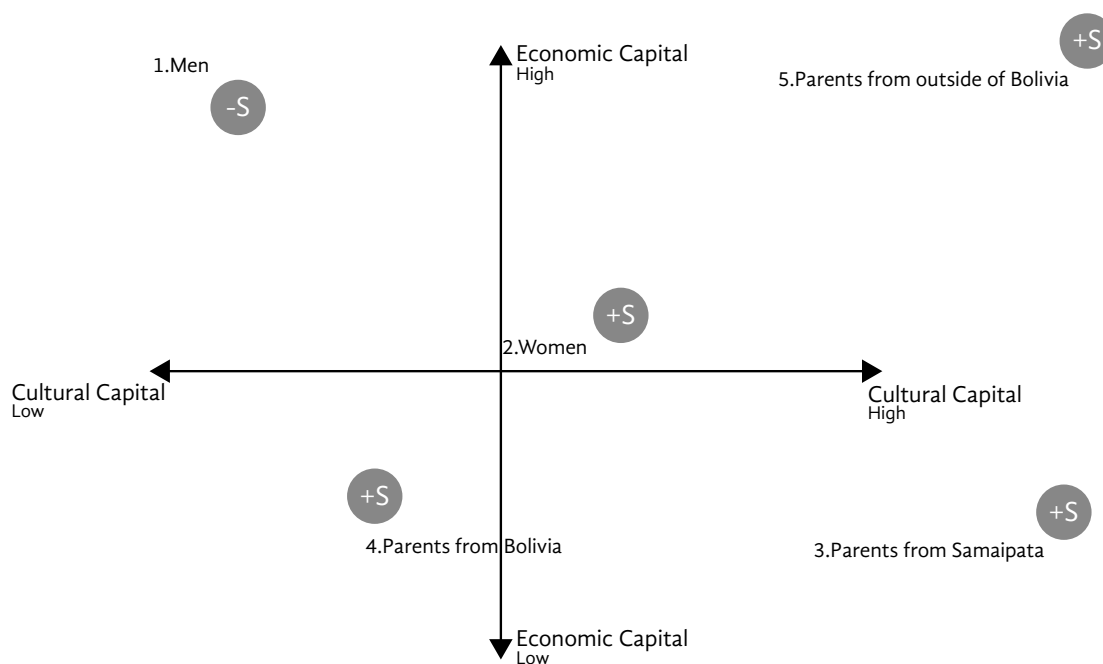 Economic Capital
High
+S
1.Men
5.Parents from outside of Bolivia
-S
+S
2.Women
Cultural Capital
Low
Cultural Capital
High
+S
+S
4.Parents from Bolivia
3.Parents from Samaipata
Economic Capital
Low